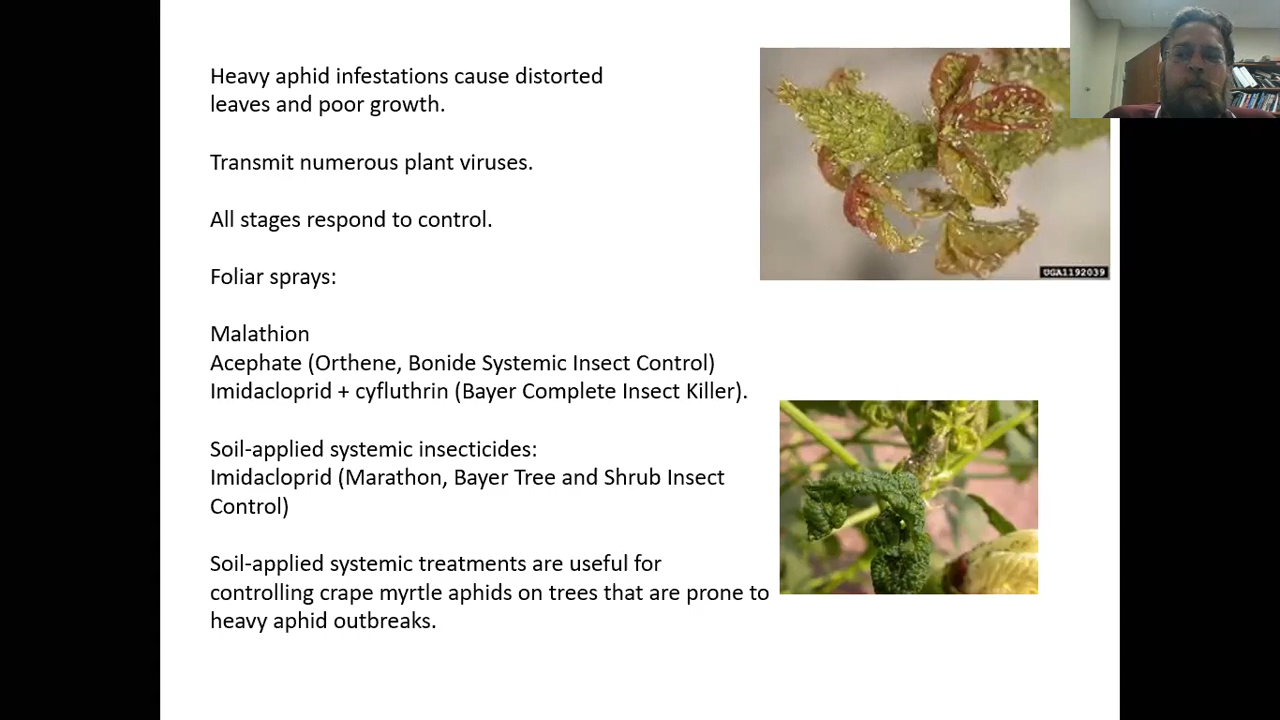 Heavy aphid infestations cause distorted
leaves and poor growth.
Transmit numerous plant viruses.
All stages respond to control.
Foliar sprays:
Malathion
Acephate (Orthene, Bonide Systemic Insect Control)
Imidacloprid + cyfluthrin (Bayer Complete Insect Killer).
Soil-applied systemic insecticides:
Imidacloprid (Marathon, Bayer Tree and Shrub Insect
Control)
Soil-applied systemic treatments are useful for
controlling crape myrtle aphids on trees that are prone to
heavy aphid outbreaks.
UGA1192039